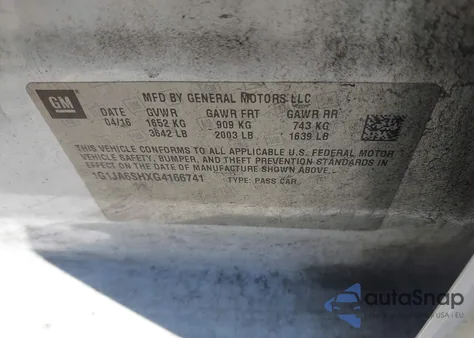 GM
MFD BY GENERAL MOTORS LLC
DATE GVWR GAWR FRT GAWR RR
04/16 1652 KG 909 KG 743 KG
3642 LB 2003 LB 1639 LB
THIS VEHICLE CONFORMS TO ALL APPLICABLE U.S. FEDERAL MOTOR
VEHICLE SAFETY, BUMPER, AND THEFT PREVENTION STANDARDS
IN EFFECT ON THE DATE OF MANUFACTURE SHOWN ABOVE.
1G1JA6SHXG4166741 TYPE: PASS CAR
autoSnap
USA | EU